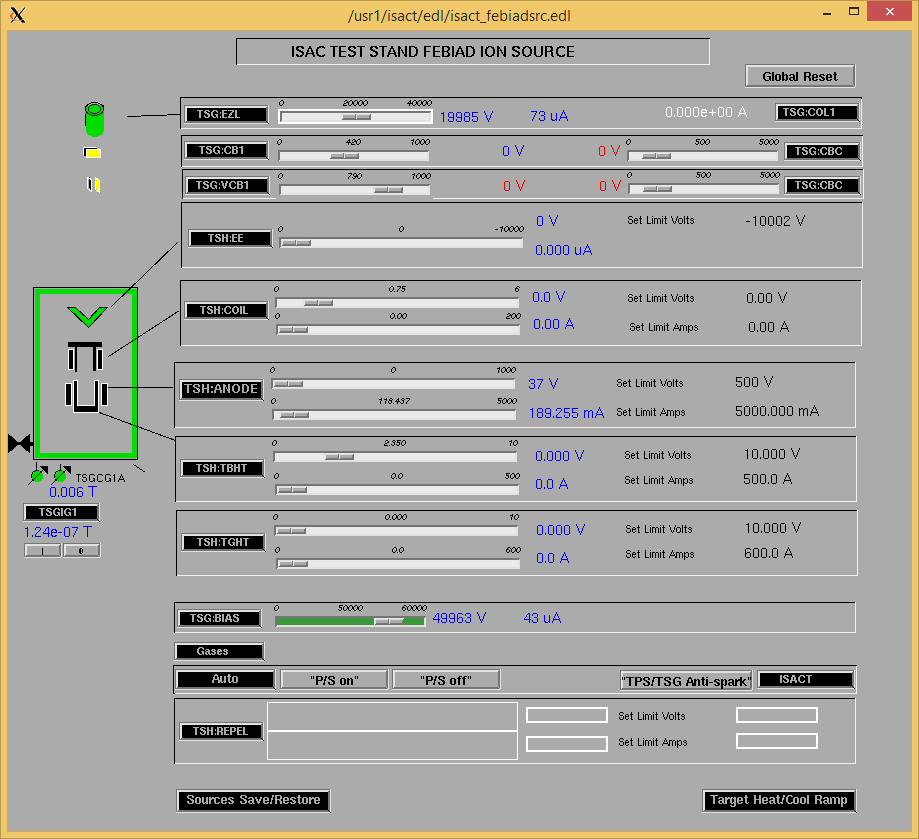 /usr1/isact/edl/isact_febiadsrc.edl
ISAC TEST STAND FEBIAD ION SOURCE
Global Reset
TSG:EZL 0 20000 40000 19985 V 73 uA 0.000e+00 A TSG:COL1
TSG:CB1 0 420 1000 0 V 0 V 0 500 5000 TSG:CBC
TSG:VCB1 0 790 1000 0 V 0 V 0 500 5000 TSG:CBC
TSH:EE 0 0 -10000 0 V Set Limit Volts -10002 V
0.000 uA
TSH:COIL 0 0.75 6 0.0 V Set Limit Volts 0.00 V
0 0.00 200 0.00 A Set Limit Amps 0.00 A
TSH:ANODE 0 0 1000 37 V Set Limit Volts 500 V
0 118.437 5000 189.255 mA Set Limit Amps 5000.000 mA
TSH:TBHT 0 2.350 10 0.000 V Set Limit Volts 10.000 V
0 0.0 500 0.0 A Set Limit Amps 500.0 A
TSGCG1A
0.006 T
TSGIG1
1.24e-07 T
I 0
TSH:TGHT 0 0.000 10 0.000 V Set Limit Volts 10.000 V
0 0.0 600 0.0 A Set Limit Amps 600.0 A
TSG:BIAS 0 50000 60000 49963 V 43 uA
Gases
Auto "P/S on" "P/S off" "TPS/TSG Anti-spark" ISACT
TSH:REPEL Set Limit Volts
Set Limit Amps
Sources Save/Restore Target Heat/Cool Ramp